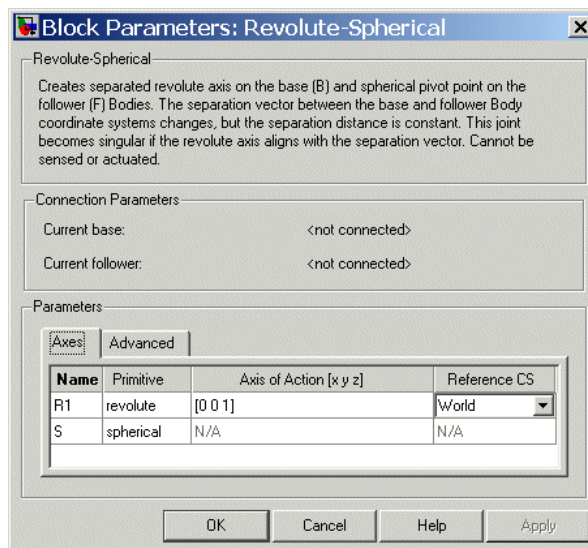 Block Parameters: Revolute-Spherical
Revolute-Spherical
Creates separated revolute axis on the base (B) and spherical pivot point on the
follower (F) Bodies. The separation vector between the base and follower Body
coordinate systems changes, but the separation distance is constant. This joint
becomes singular if the revolute axis aligns with the separation vector. Cannot be
sensed or actuated.
Connection Parameters
Current base: <not connected>
Current follower: <not connected>
Parameters
Axes Advanced
Name Primitive Axis of Action [x y z] Reference CS
R1 revolute [0 0 1] World
S spherical N/A N/A
OK Cancel Help Apply